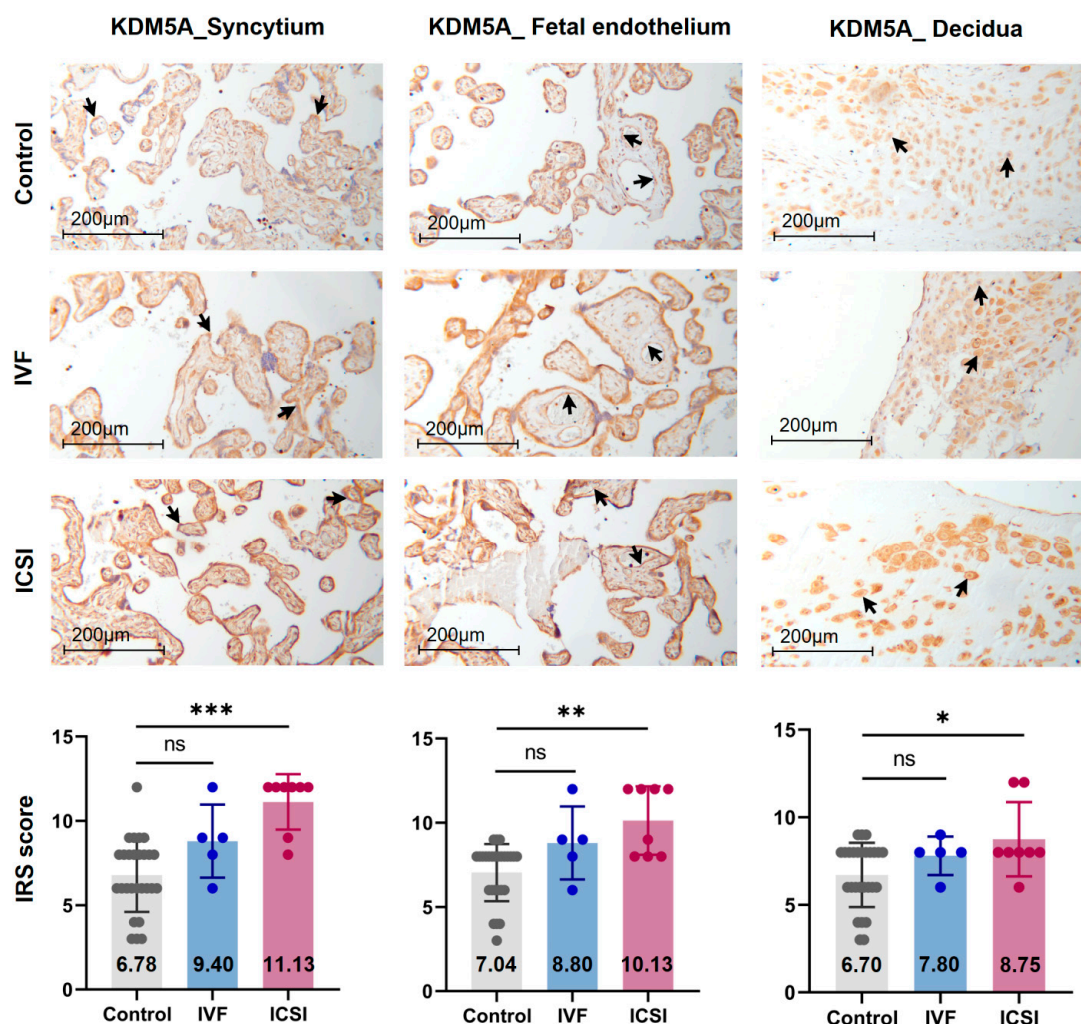 KDM5A_Syncytium
KDM5A_ Fetal endothelium
KDM5A_ Decidua
Control
200μm
200μm
200μm
IVF
200μm
200μm
200μm
ICSI
200μm
200μm
200μm
IRS score
15
10
5
0
***
ns
6.78
9.40
11.13
Control
IVF
ICSI
15
10
5
0
**
ns
7.04
8.80
10.13
Control
IVF
ICSI
15
10
5
0
*
ns
6.70
7.80
8.75
Control
IVF
ICSI